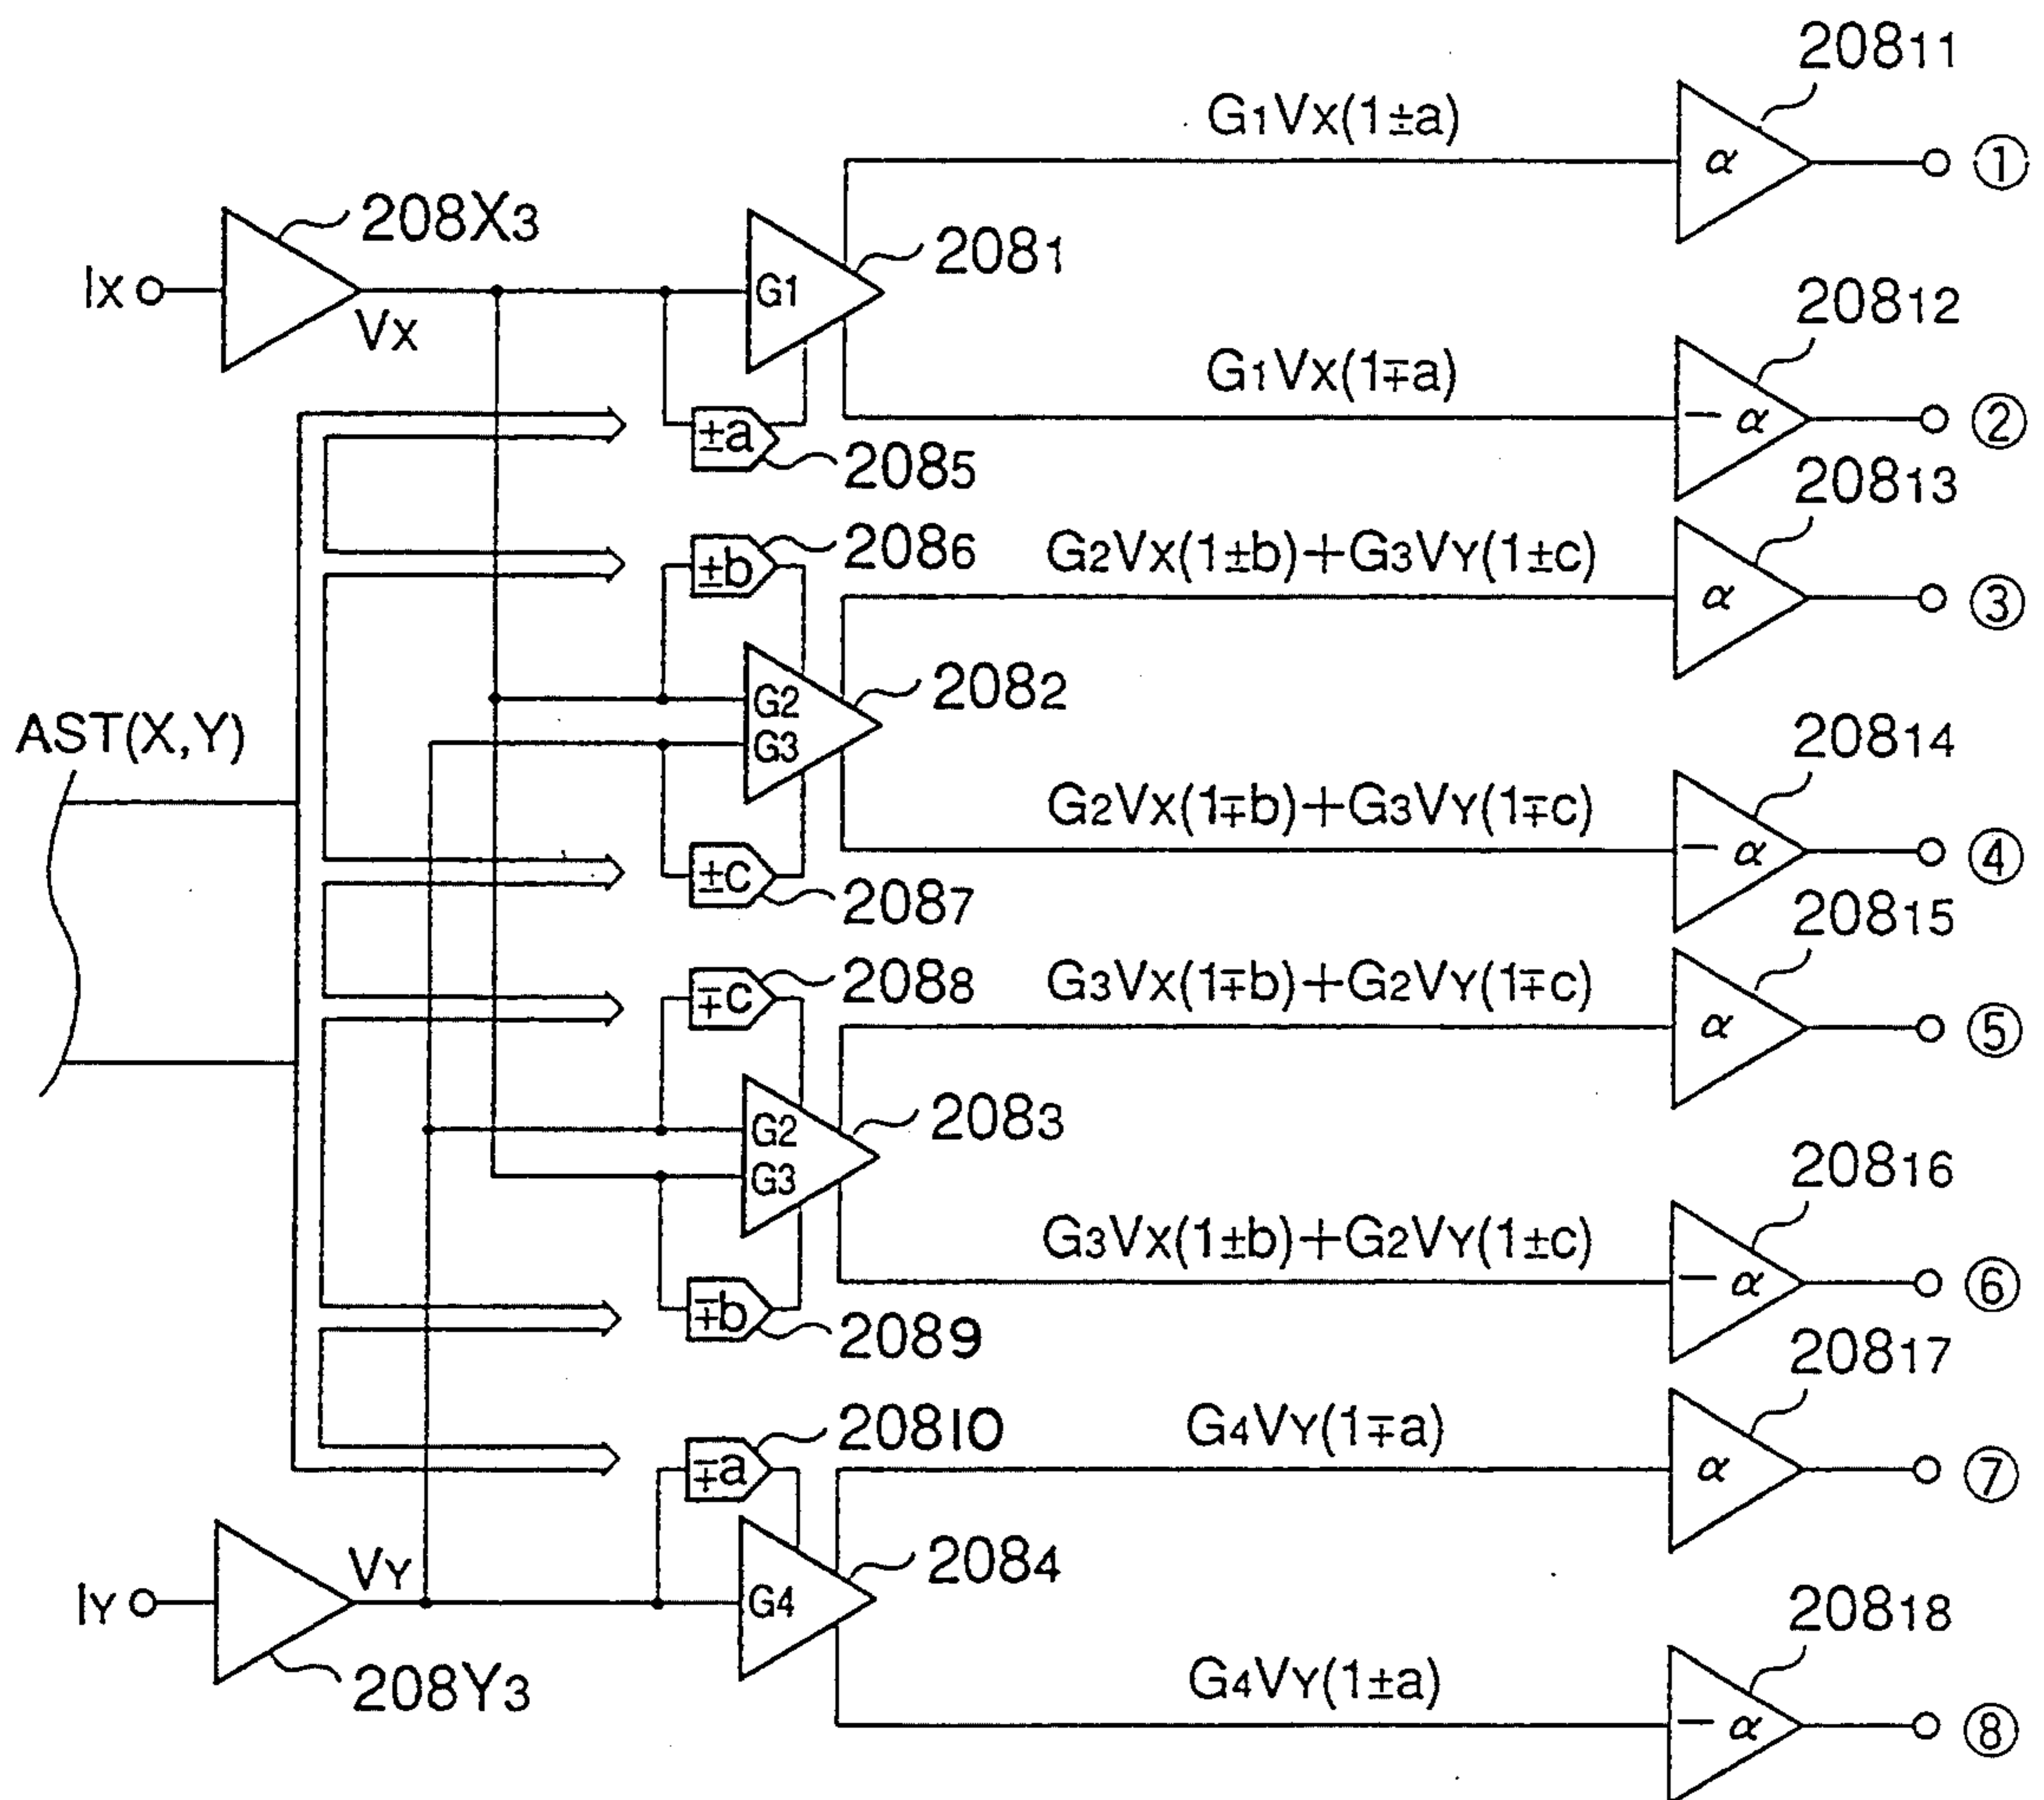 208₁₁
G₁Vx(1±a)
α
①
208X₃
208₁
Ix
G1
Vx
208₁₂
G₁Vx(1∓a)
−α
②
±a
208₅
208₁₃
±b
208₆
G₂Vx(1±b)+G₃VY(1±c)
α
③
208₂
G2
G3
AST(X,Y)
208₁₄
G₂Vx(1∓b)+G₃VY(1∓c)
−α
④
±c
208₇
208₁₅
∓c
208₈
G₃Vx(1∓b)+G₂VY(1∓c)
α
⑤
208₃
G2
G3
208₁₆
G₃Vx(1±b)+G₂VY(1±c)
−α
⑥
∓b
208₉
208₁₇
∓a
208₁₀
G₄VY(1∓a)
α
⑦
208₄
VY
IY
G4
208₁₈
208Y₃
G₄VY(1±a)
−α
⑧